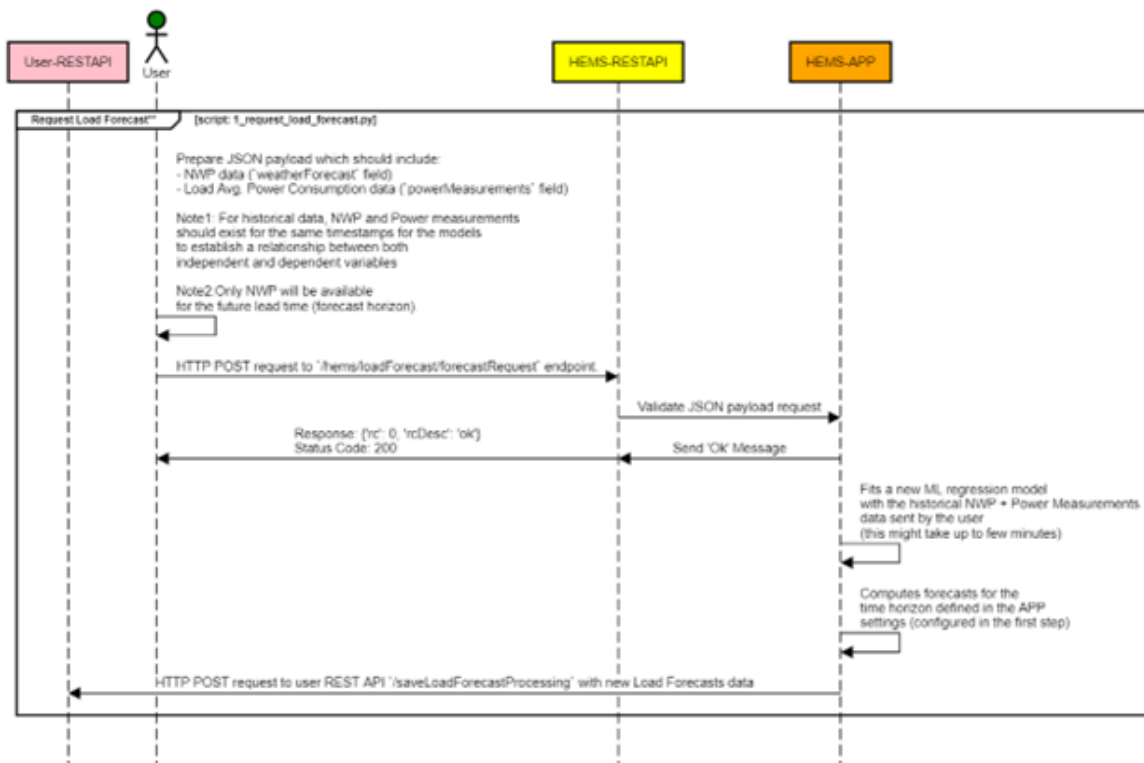 User-RESTAPI
User
HEMS-RESTAPI
HEMS-APP
Request Load Forecast**
[script: 1_request_load_forecast.py]
Prepare JSON payload which should include:
- NWP data (`weatherForecast` field)
- Load Avg. Power Consumption data (`powerMeasurements` field)
Note1: For historical data, NWP and Power measurements
should exist for the same timestamps for the models
to establish a relationship between both
independent and dependent variables
Note2:Only NWP will be available
for the future lead time (forecast horizon)
HTTP POST request to `/hems/loadForecast/forecastRequest` endpoint.
Validate JSON payload request
Response: {'rc': 0, 'rcDesc': 'ok'}
Status Code: 200
Send 'Ok' Message
Fits a new ML regression model
with the historical NWP + Power Measurements
data sent by the user
(this might take up to few minutes)
Computes forecasts for the
time horizon defined in the APP
settings (configured in the first step)
HTTP POST request to user REST API `/saveLoadForecastProcessing` with new Load Forecasts data